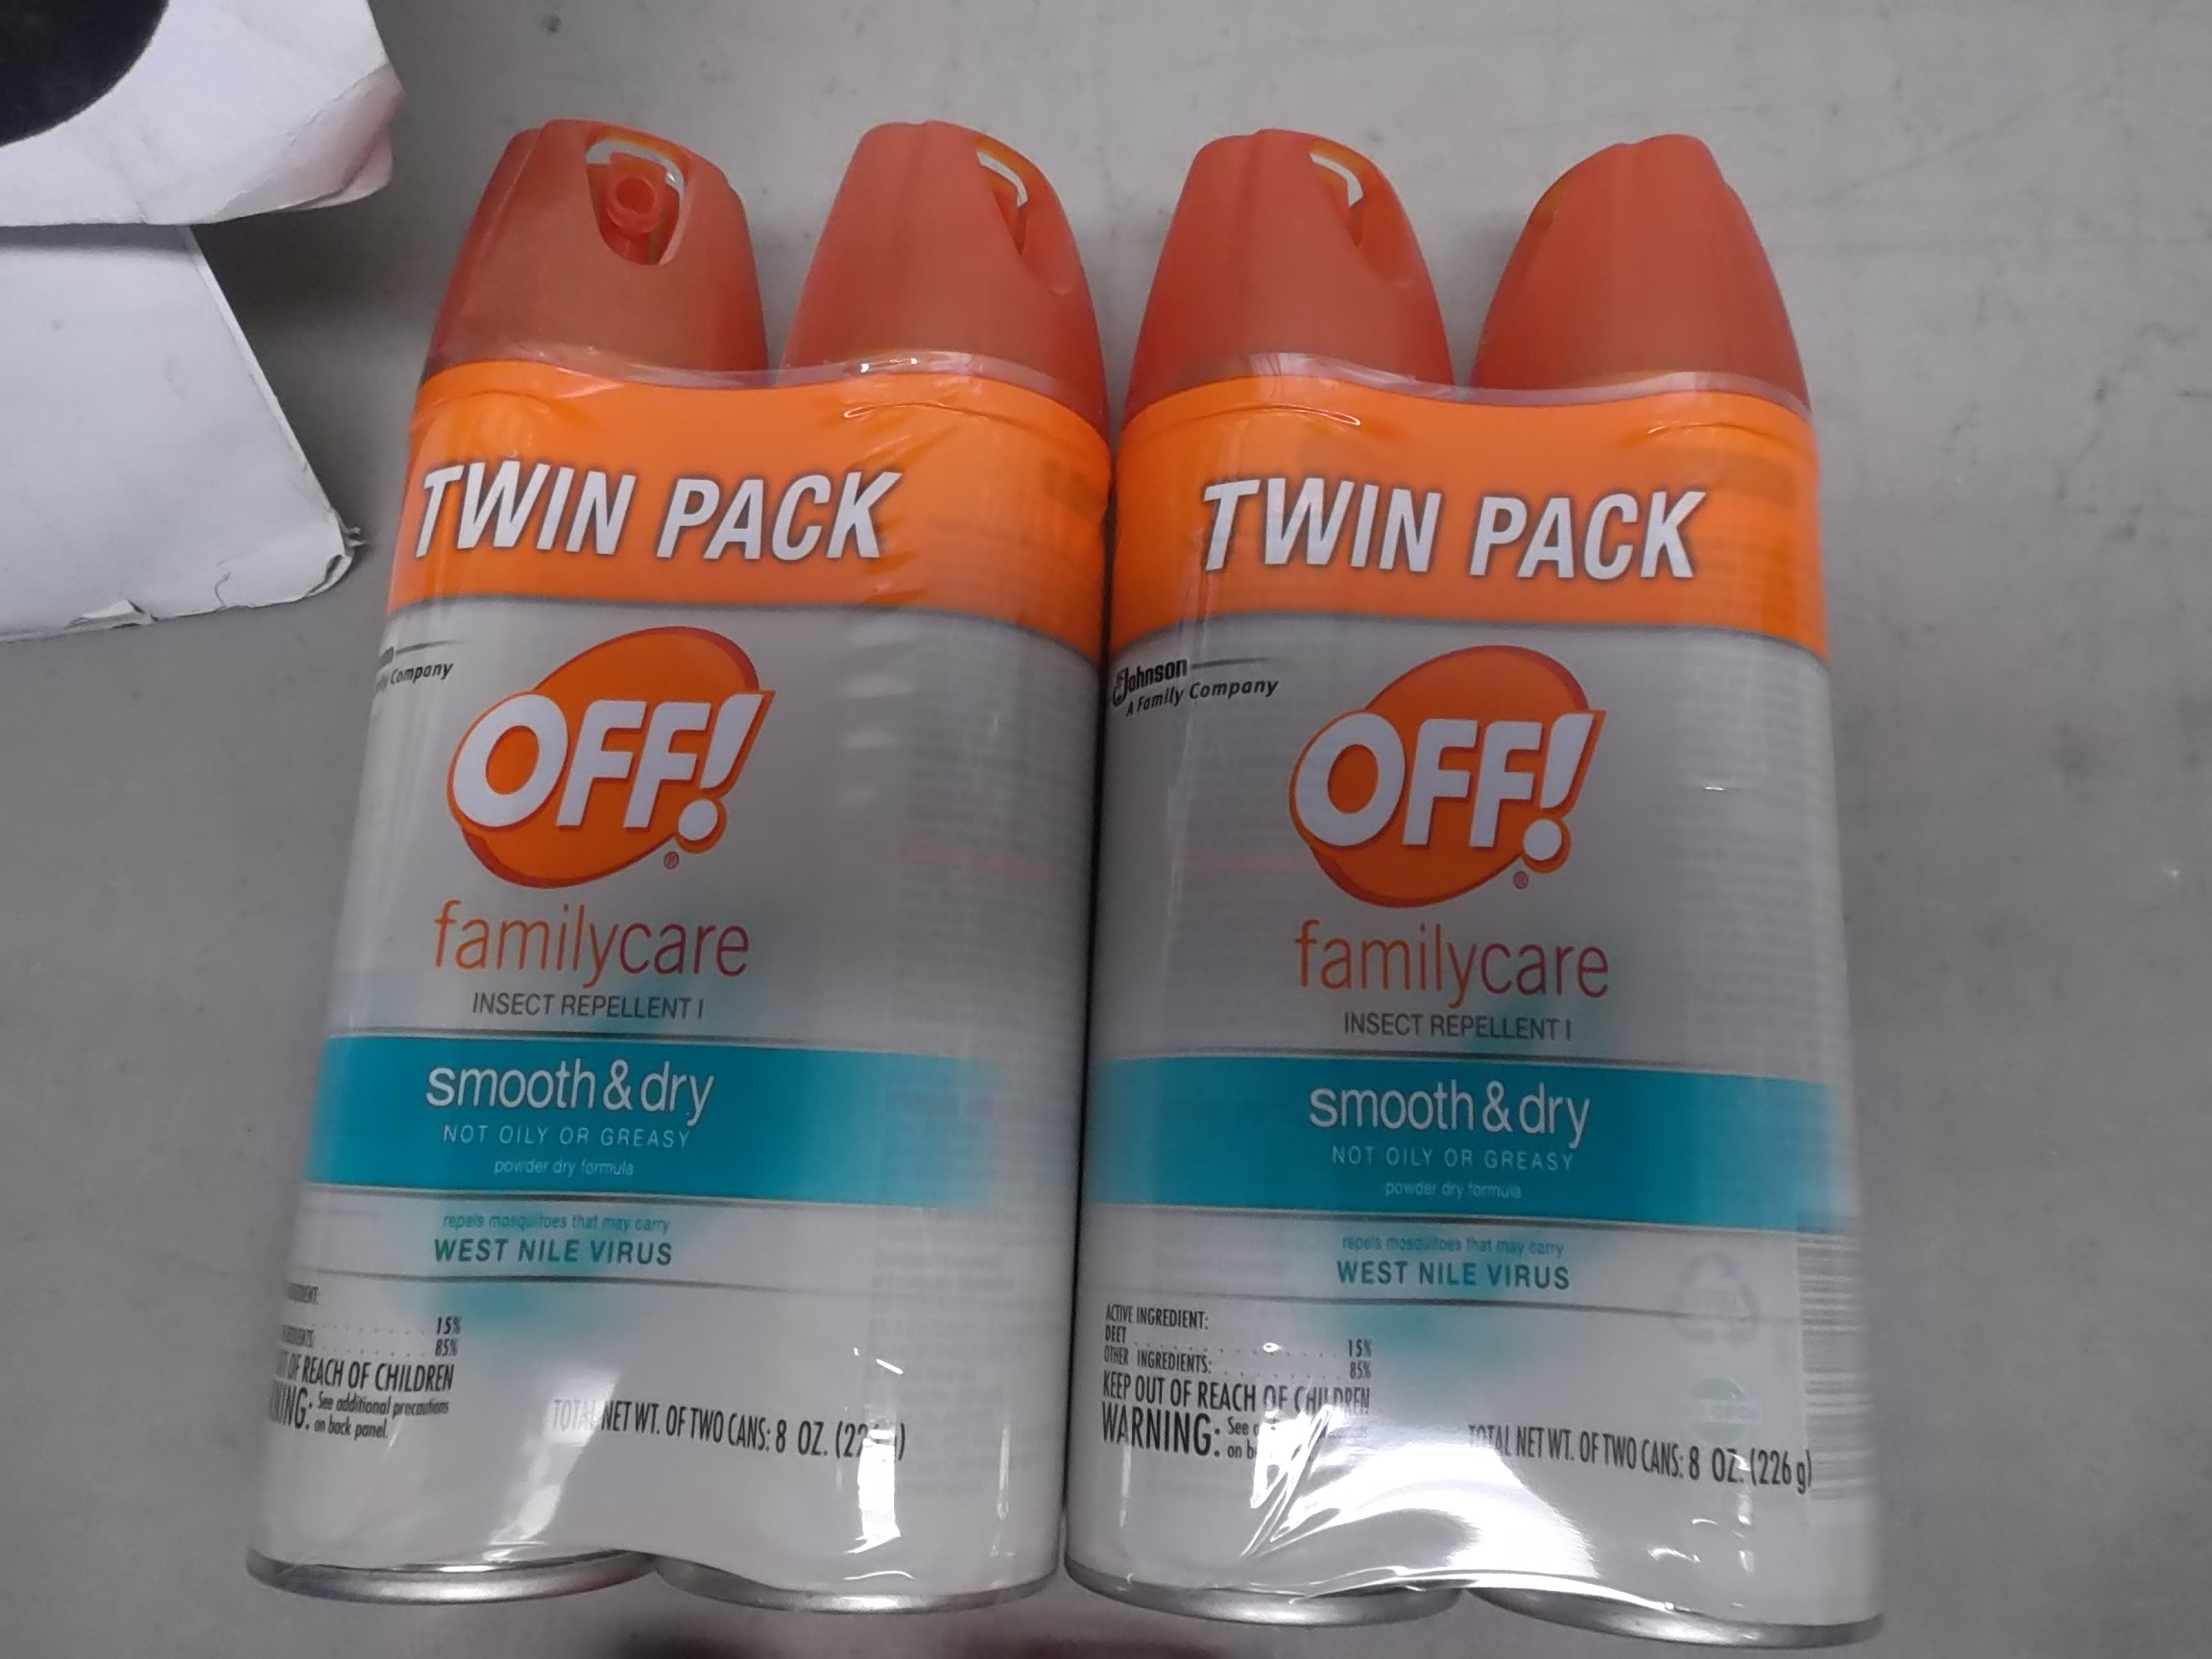 TWIN PACK
Company
OFF!
®
familycare
INSECT REPELLENT I
smooth & dry
NOT OILY OR GREASY
powder dry formula
repels mosquitoes that may carry
WEST NILE VIRUS
15%
85%
OF REACH OF CHILDREN
See additional precautions
on back panel.
TOTAL NET WT. OF TWO CANS: 8 OZ.
TWIN PACK
Johnson
A Family Company
OFF!
®
familycare
INSECT REPELLENT I
smooth & dry
NOT OILY OR GREASY
powder dry formula
repels mosquitoes that may carry
WEST NILE VIRUS
ACTIVE INGREDIENT:
DEET . . . . . . . . . . 15%
OTHER INGREDIENTS: . . . . . . . . . . 85%
KEEP OUT OF REACH OF CHILDREN
WARNING: See
on
TOTAL NET WT. OF TWO CANS: 8 OZ. (226 g)